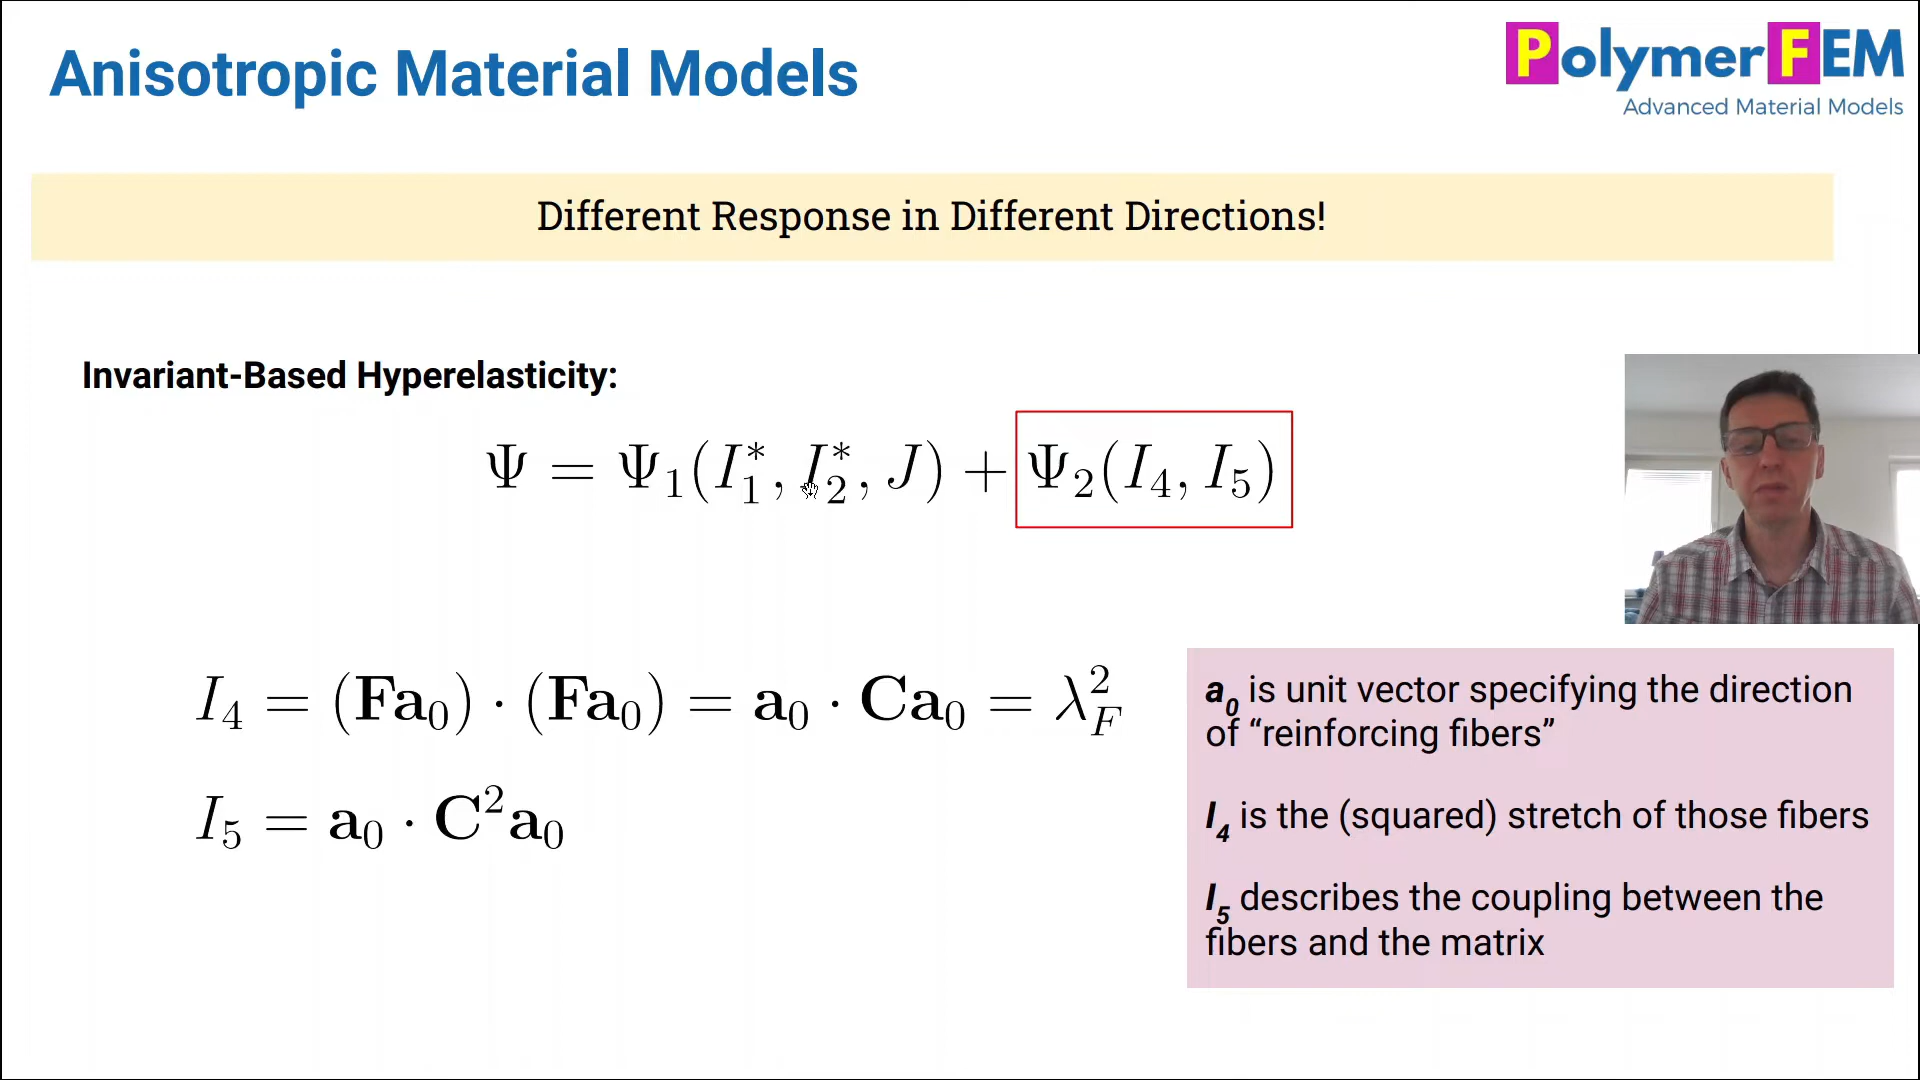 Anisotropic Material Models
PolymerFEM
Advanced Material Models
Different Response in Different Directions!
Invariant-Based Hyperelasticity:
Ψ = Ψ₁(I₁*, I₂*, J) + Ψ₂(I₄, I₅)
I₄ = (Fa₀) · (Fa₀) = a₀ · Ca₀ = λ_F²
I₅ = a₀ · C²a₀
a₀ is unit vector specifying the direction
of “reinforcing fibers”
I₄ is the (squared) stretch of those fibers
I₅ describes the coupling between the
fibers and the matrix